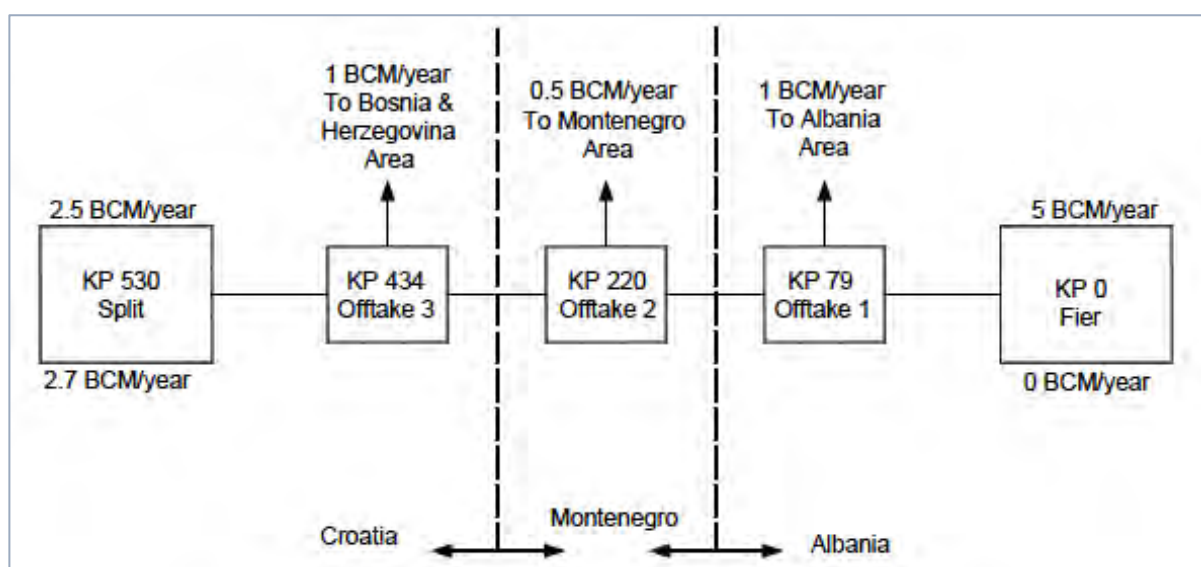 1 BCM/year
To Bosnia &
Herzegovina
Area
0.5 BCM/year
To Montenegro
Area
1 BCM/year
To Albania
Area
2.5 BCM/year
KP 530
Split
2.7 BCM/year
KP 434
Offtake 3
KP 220
Offtake 2
KP 79
Offtake 1
5 BCM/year
KP 0
Fier
0 BCM/year
Croatia
Montenegro
Albania